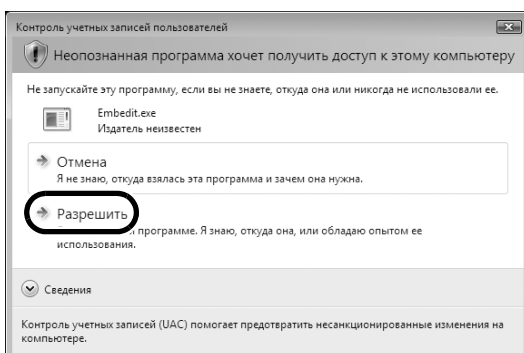 Контроль учетных записей пользователей
Неопознанная программа хочет получить доступ к этому компьютеру
Не запускайте эту программу, если вы не знаете, откуда она или никогда не использовали ее.
Embedit.exe
Издатель неизвестен
Отмена
Я не знаю, откуда взялась эта программа и зачем она нужна.
Разрешить
программе. Я знаю, откуда она, или обладаю опытом ее
использования.
Сведения
Контроль учетных записей (UAC) помогает предотвратить несанкционированные изменения на
компьютере.